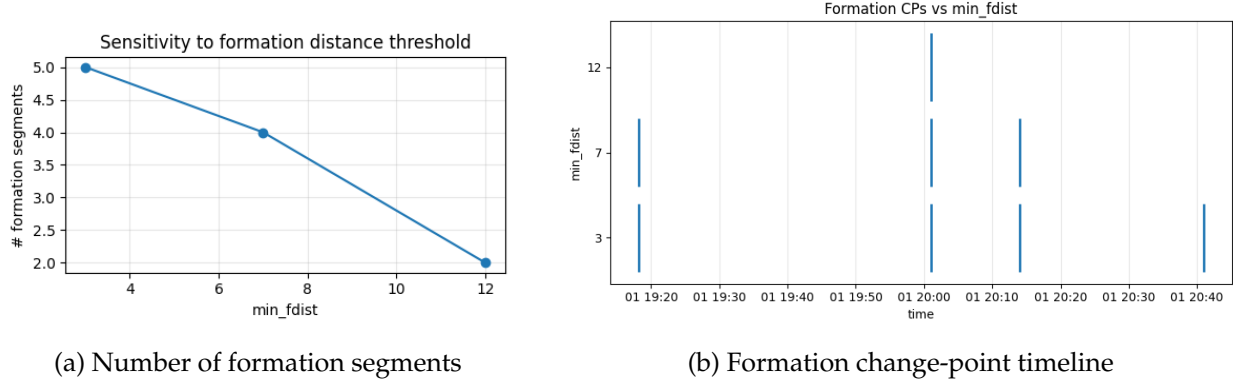 Sensitivity to formation distance threshold
# formation segments
5.0
4.5
4.0
3.5
3.0
2.5
2.0
4 6 8 10 12
min_fdist
(a) Number of formation segments
Formation CPs vs min_fdist
min_fdist
12
7
3
01 19:20 01 19:30 01 19:40 01 19:50 01 20:00 01 20:10 01 20:20 01 20:30 01 20:40
time
(b) Formation change-point timeline